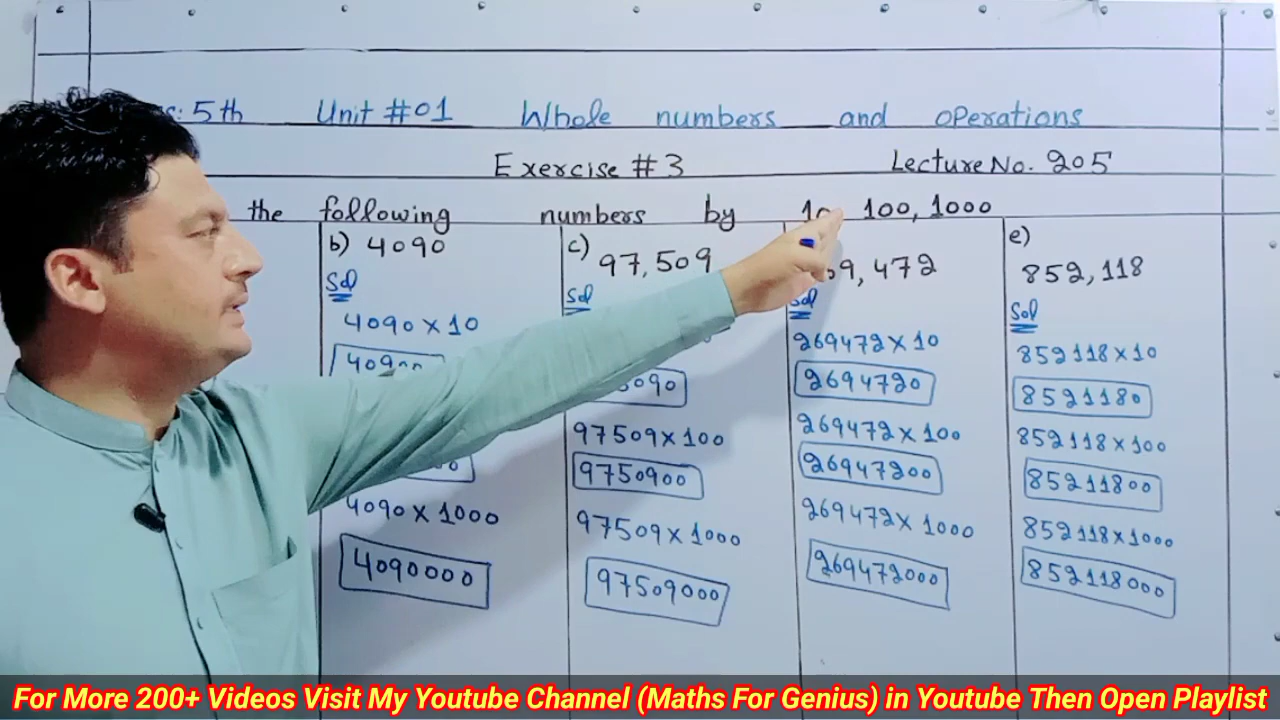 5th Unit #01 Whole numbers and operations
Exercise #3 Lecture No. 205
the following numbers by 10, 100, 1000
b) 4090
Sol
4090 x 10
4090 x 1000
4090000
c) 97,509
Sol
97509 x 100
9750900
97509 x 1000
97509000
69, 472
Sol
269472 x 10
2694720
269472 x 100
26947200
269472 x 1000
269472000
e)
852,118
Sol
852118 x 10
8521180
852118 x 100
85211800
852118 x 1000
852118000
For More 200+ Videos Visit My Youtube Channel (Maths For Genius) in Youtube Then Open Playlist